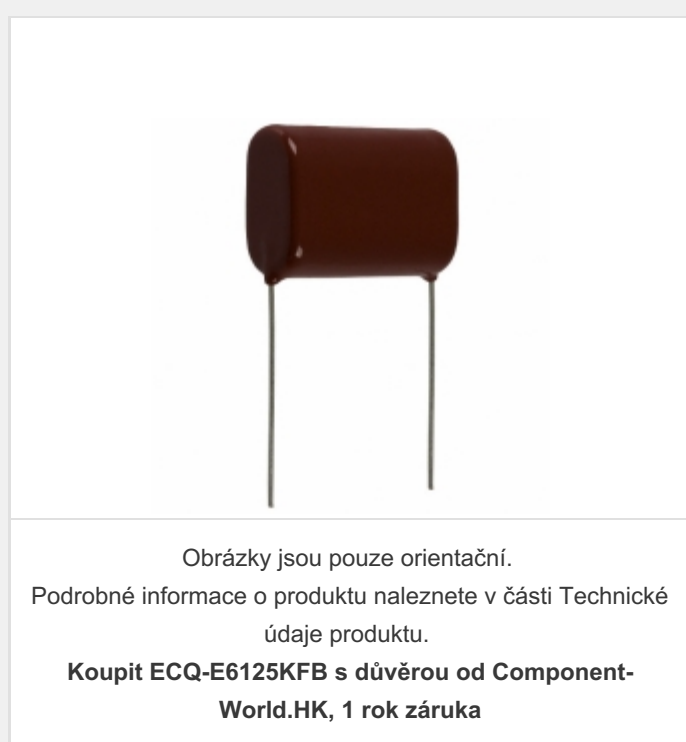 Obrázky jsou pouze orientační.
Podrobné informace o produktu naleznete v části Technické
údaje produktu.
Koupit ECQ-E6125KFB s důvěrou od Component-
World.HK, 1 rok záruka